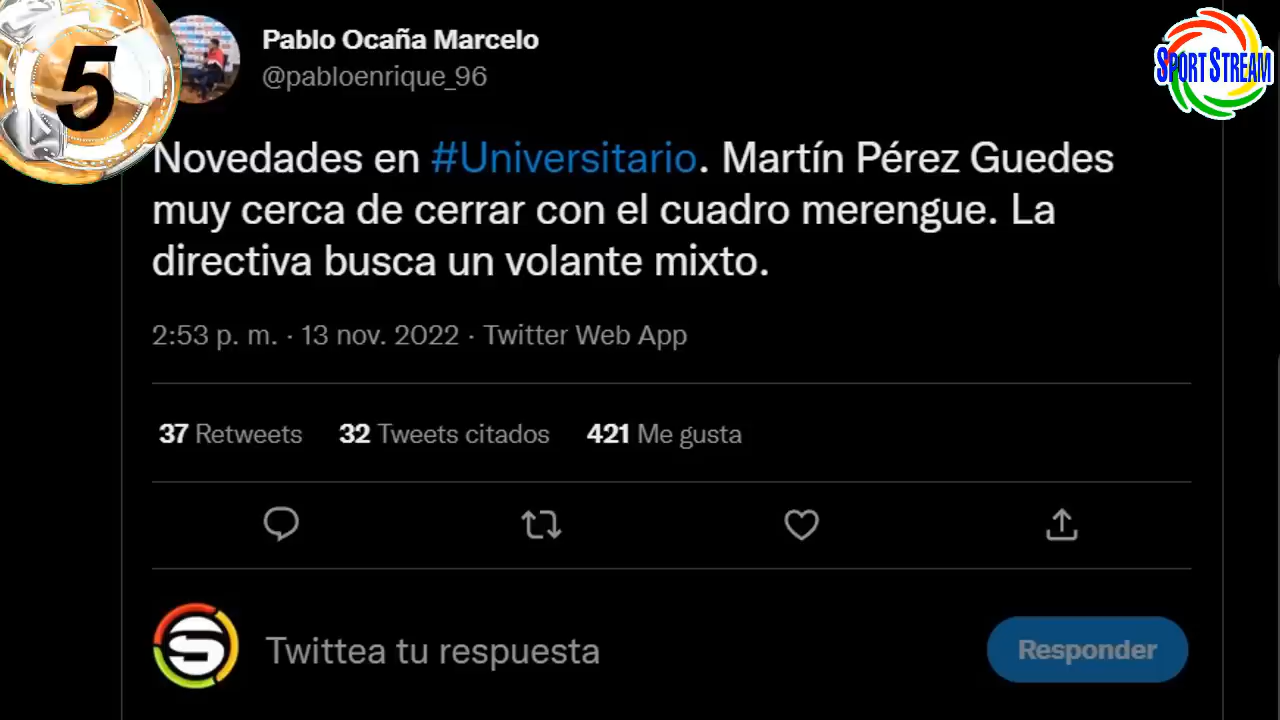 5
SPORT STREAM
Pablo Ocaña Marcelo
@pabloenrique_96
Novedades en #Universitario. Martín Pérez Guedes
muy cerca de cerrar con el cuadro merengue. La
directiva busca un volante mixto.
2:53 p. m. · 13 nov. 2022 · Twitter Web App
37 Retweets 32 Tweets citados 421 Me gusta
S
Twittea tu respuesta
Responder